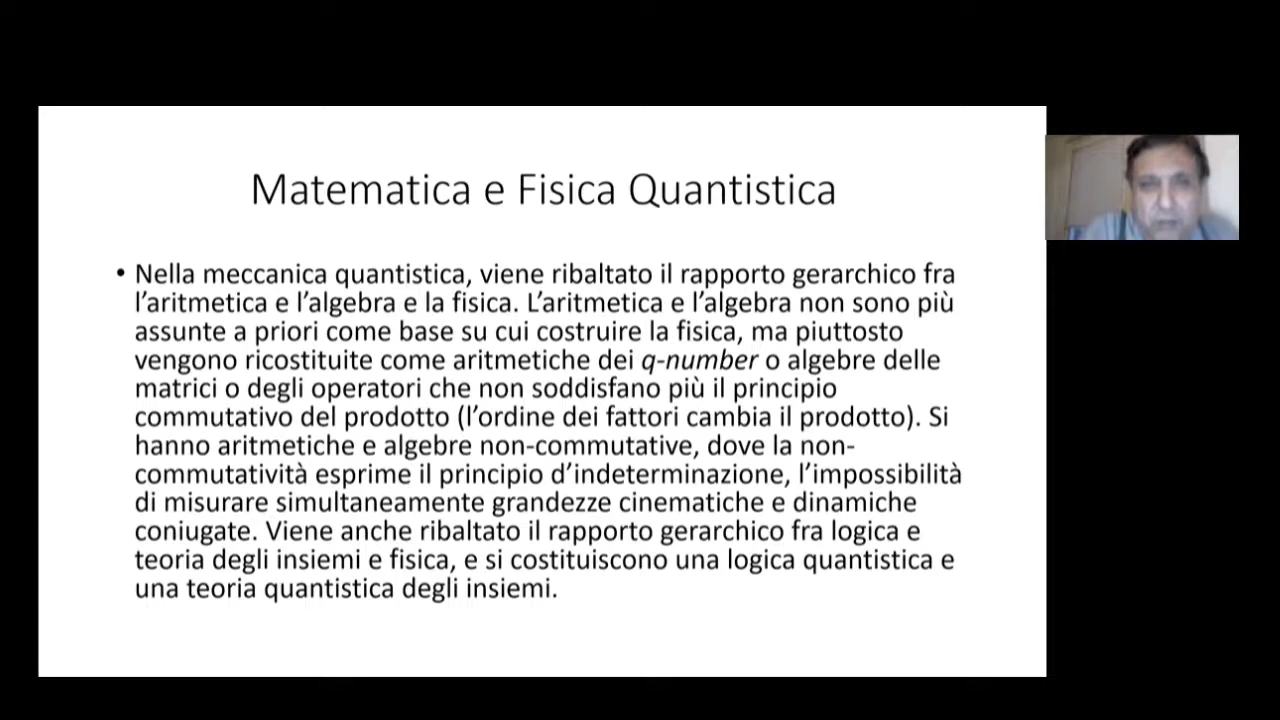 Matematica e Fisica Quantistica
• Nella meccanica quantistica, viene ribaltato il rapporto gerarchico fra
l’aritmetica e l’algebra e la fisica. L’aritmetica e l’algebra non sono più
assunte a priori come base su cui costruire la fisica, ma piuttosto
vengono ricostituite come aritmetiche dei q-number o algebre delle
matrici o degli operatori che non soddisfano più il principio
commutativo del prodotto (l’ordine dei fattori cambia il prodotto). Si
hanno aritmetiche e algebre non-commutative, dove la non-
commutatività esprime il principio d’indeterminazione, l’impossibilità
di misurare simultaneamente grandezze cinematiche e dinamiche
coniugate. Viene anche ribaltato il rapporto gerarchico fra logica e
teoria degli insiemi e fisica, e si costituiscono una logica quantistica e
una teoria quantistica degli insiemi.